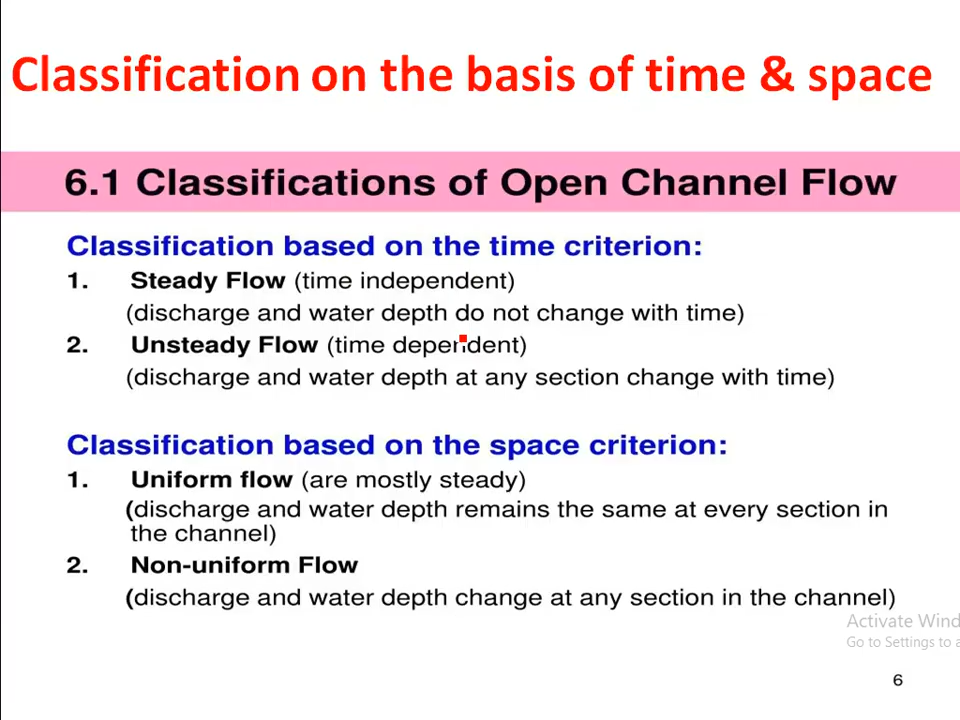 Classification on the basis of time & space
6.1 Classifications of Open Channel Flow
Classification based on the time criterion:
1. Steady Flow (time independent)
(discharge and water depth do not change with time)
2. Unsteady Flow (time dependent)
(discharge and water depth at any section change with time)
Classification based on the space criterion:
1. Uniform flow (are mostly steady)
(discharge and water depth remains the same at every section in
the channel)
2. Non-uniform Flow
(discharge and water depth change at any section in the channel)
Activate Wind
Go to Settings to a
6